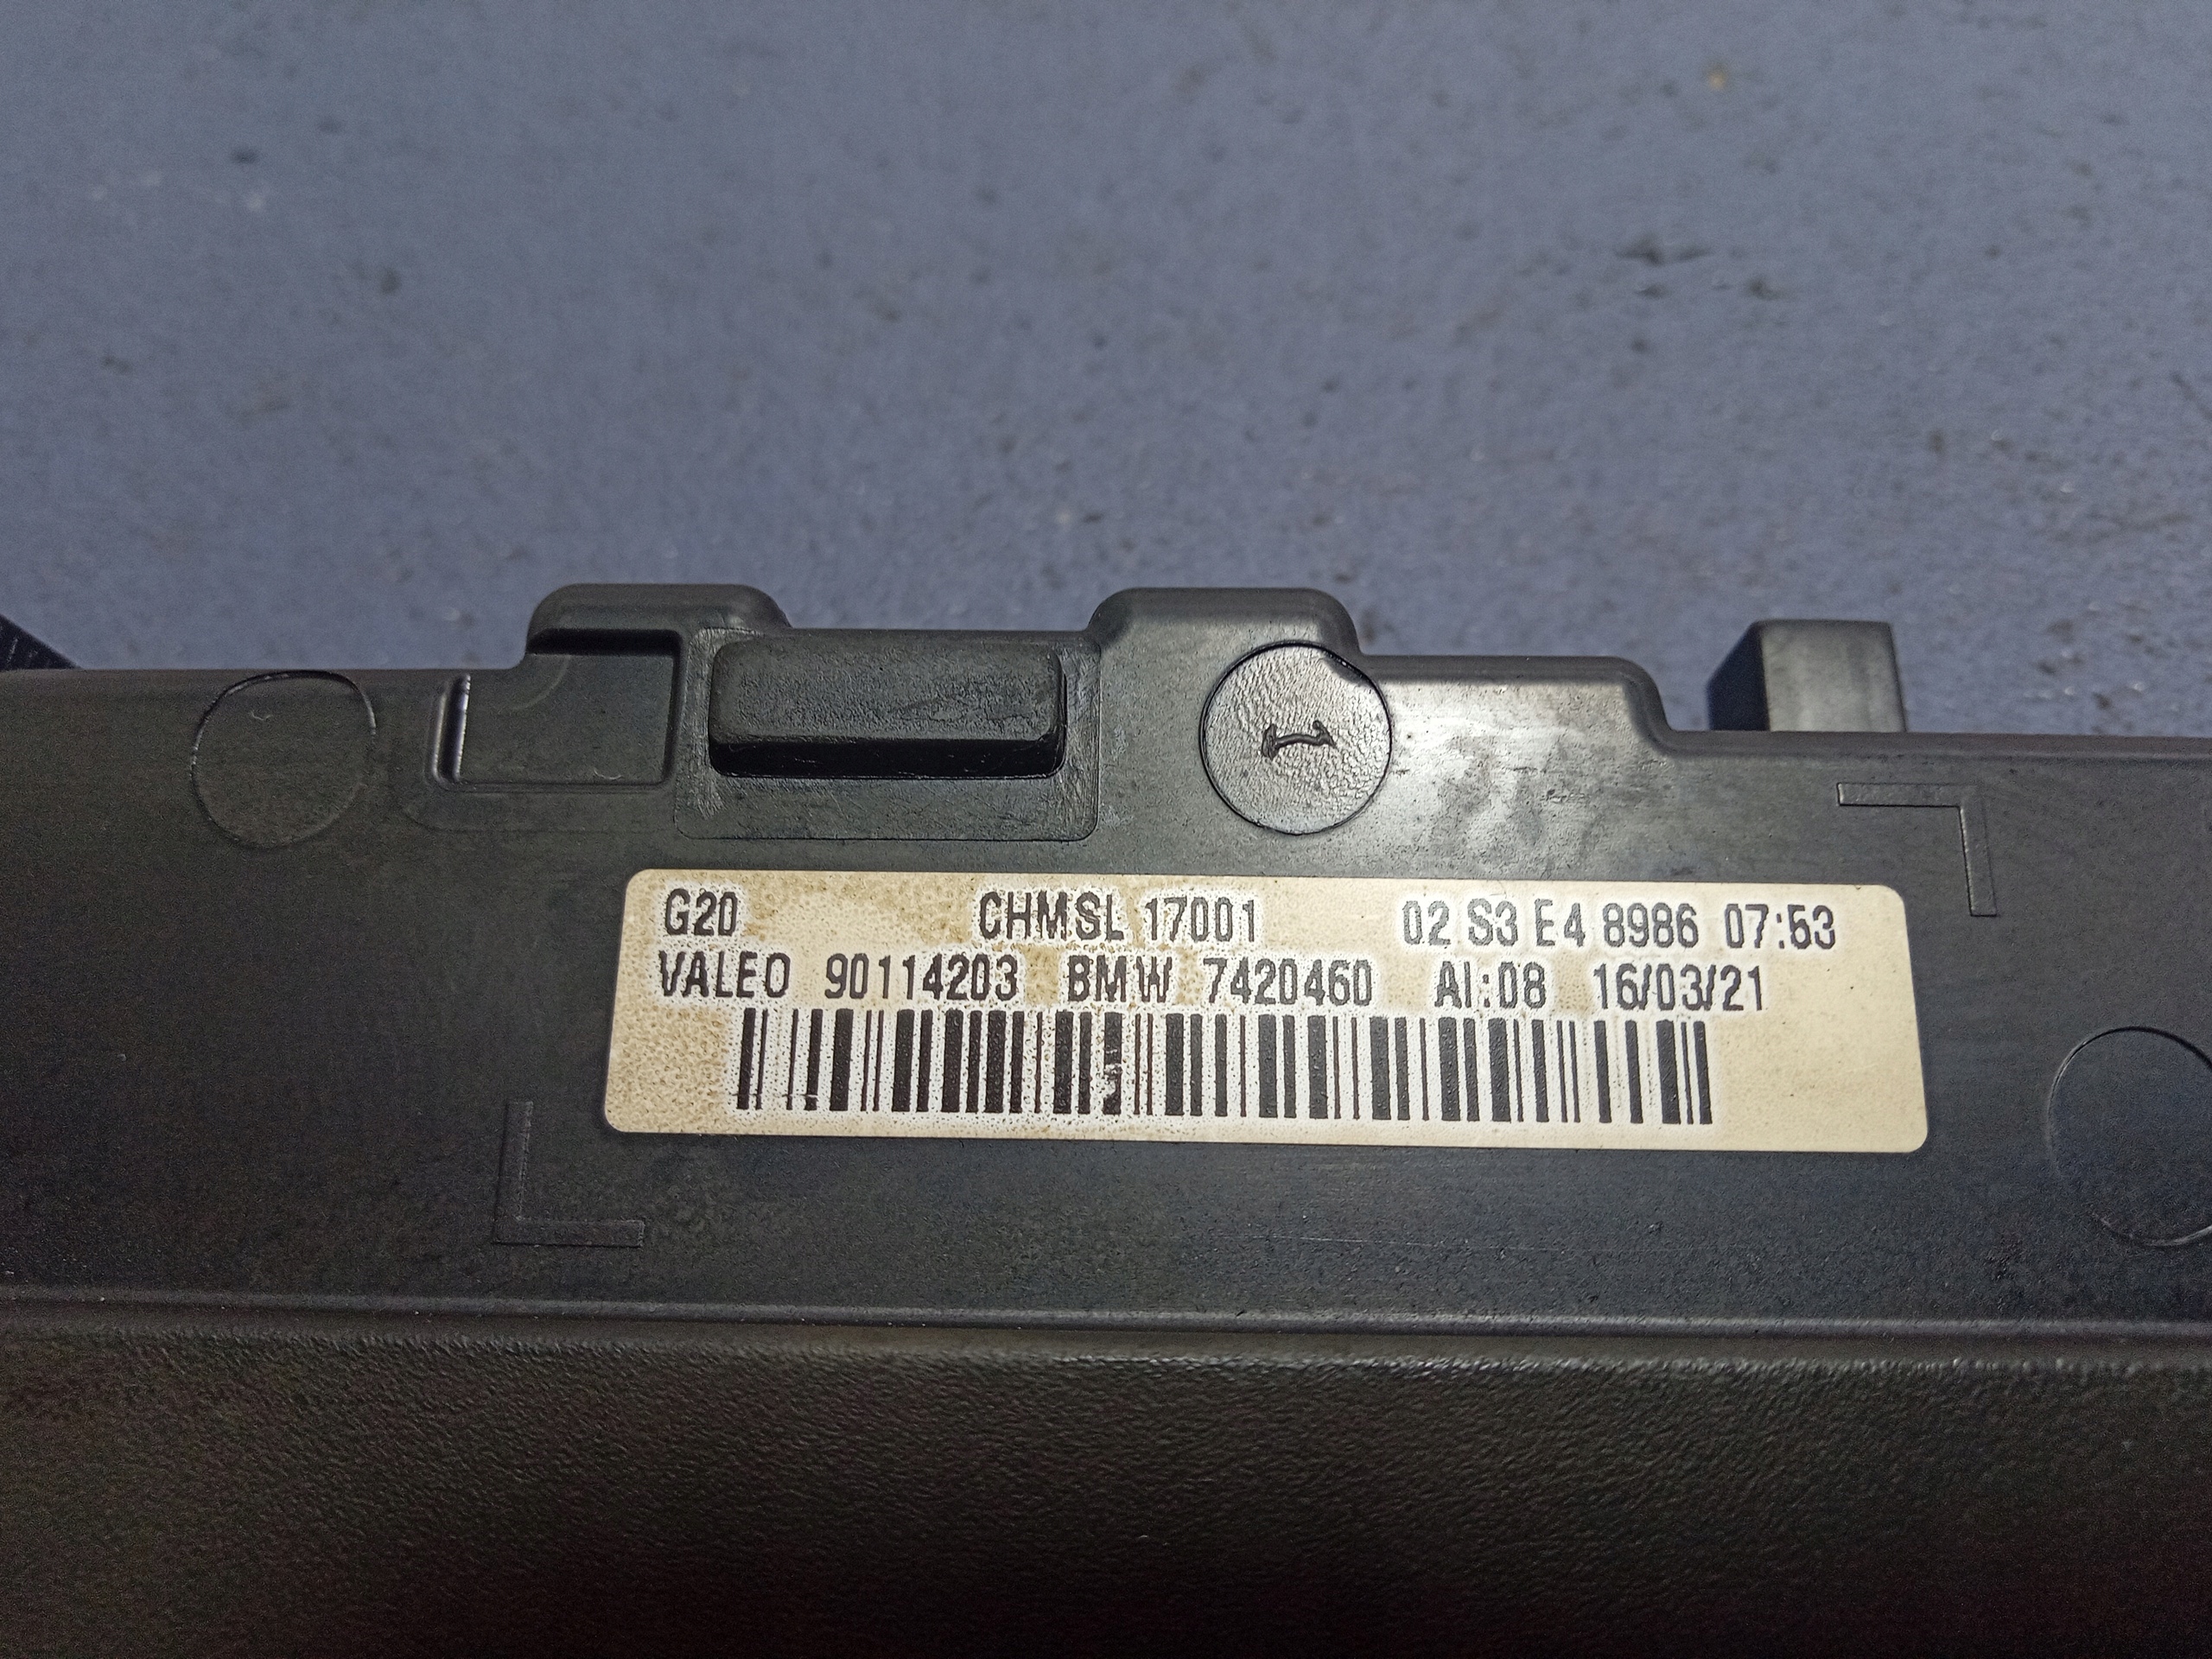 G20 CHMSL 17001 02 S3 E4 8986 07:53
VALEO 90114203 BMW 7420460 AI:08 16/03/21